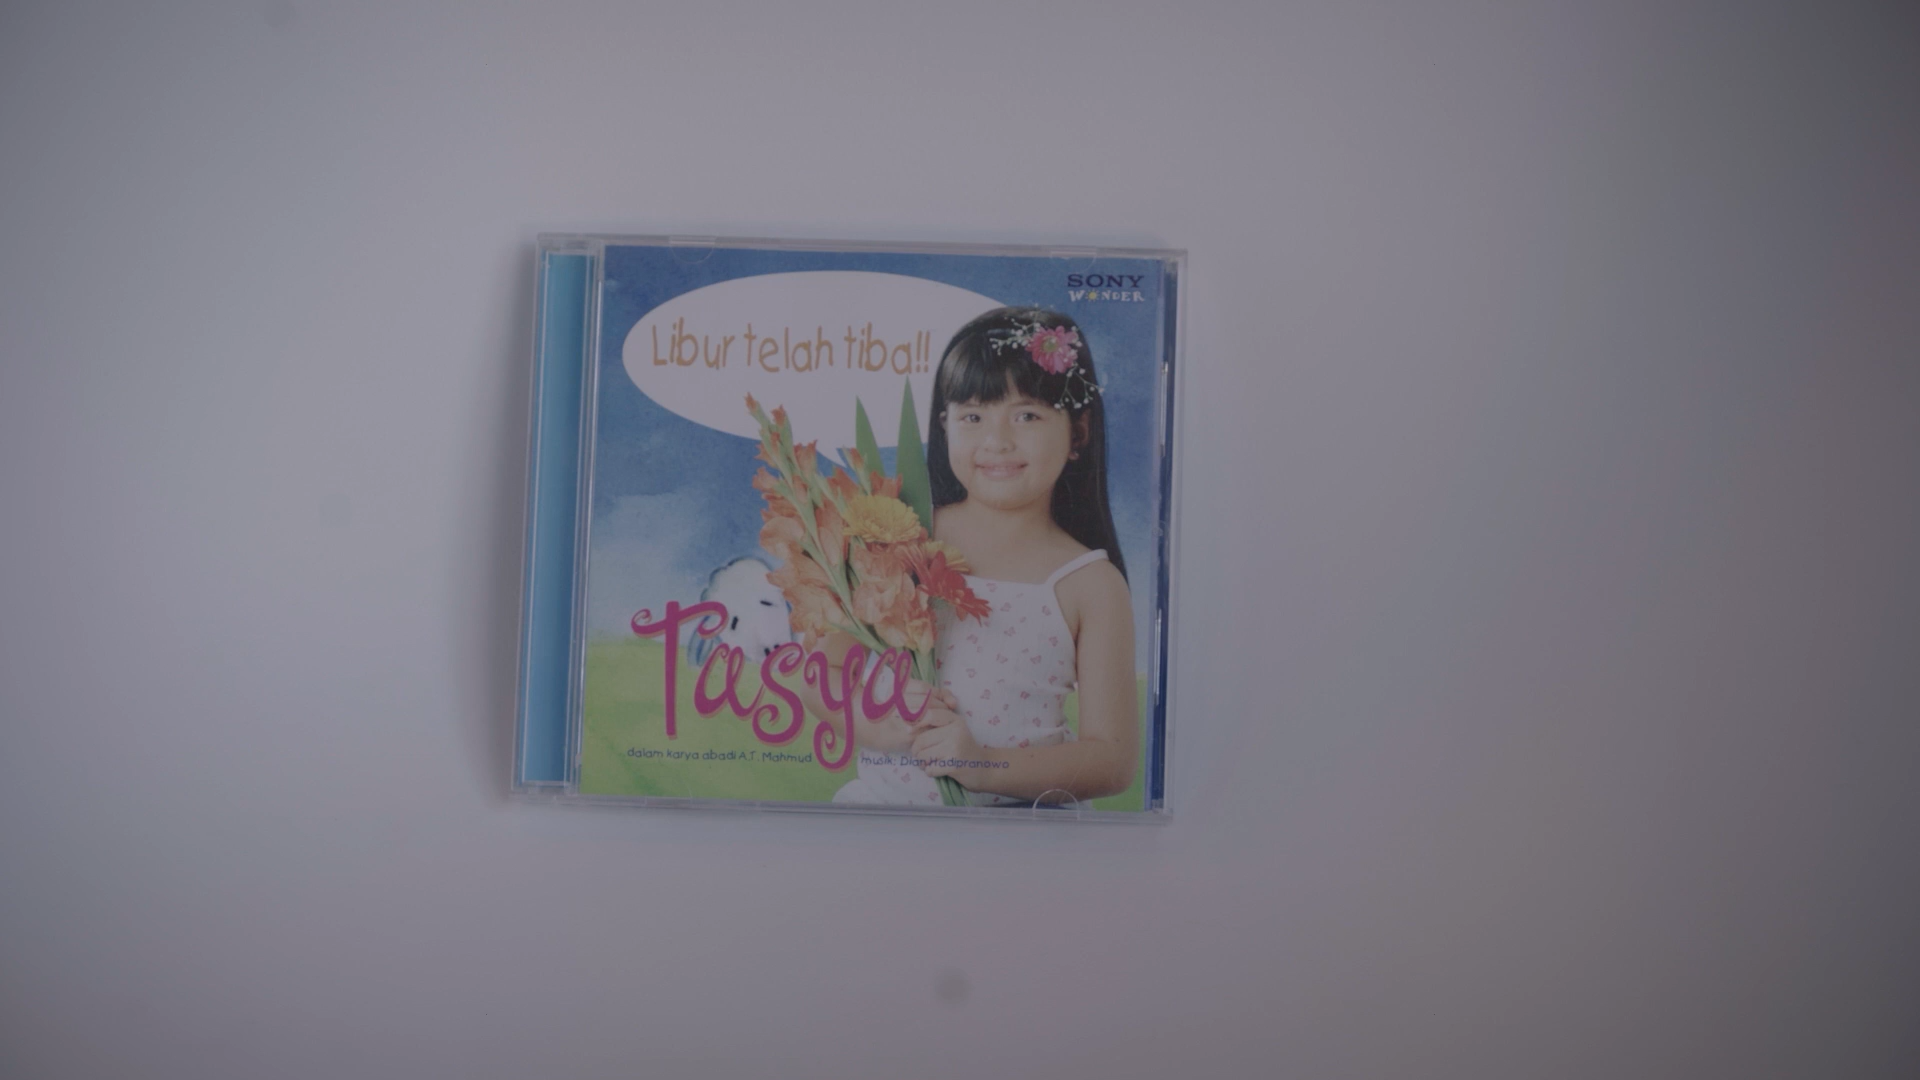 SONY
WONDER
Libur telah tiba!!
Tasya
dalam karya abadi A.T. Mahmud
musik: Dian Hadipranowo